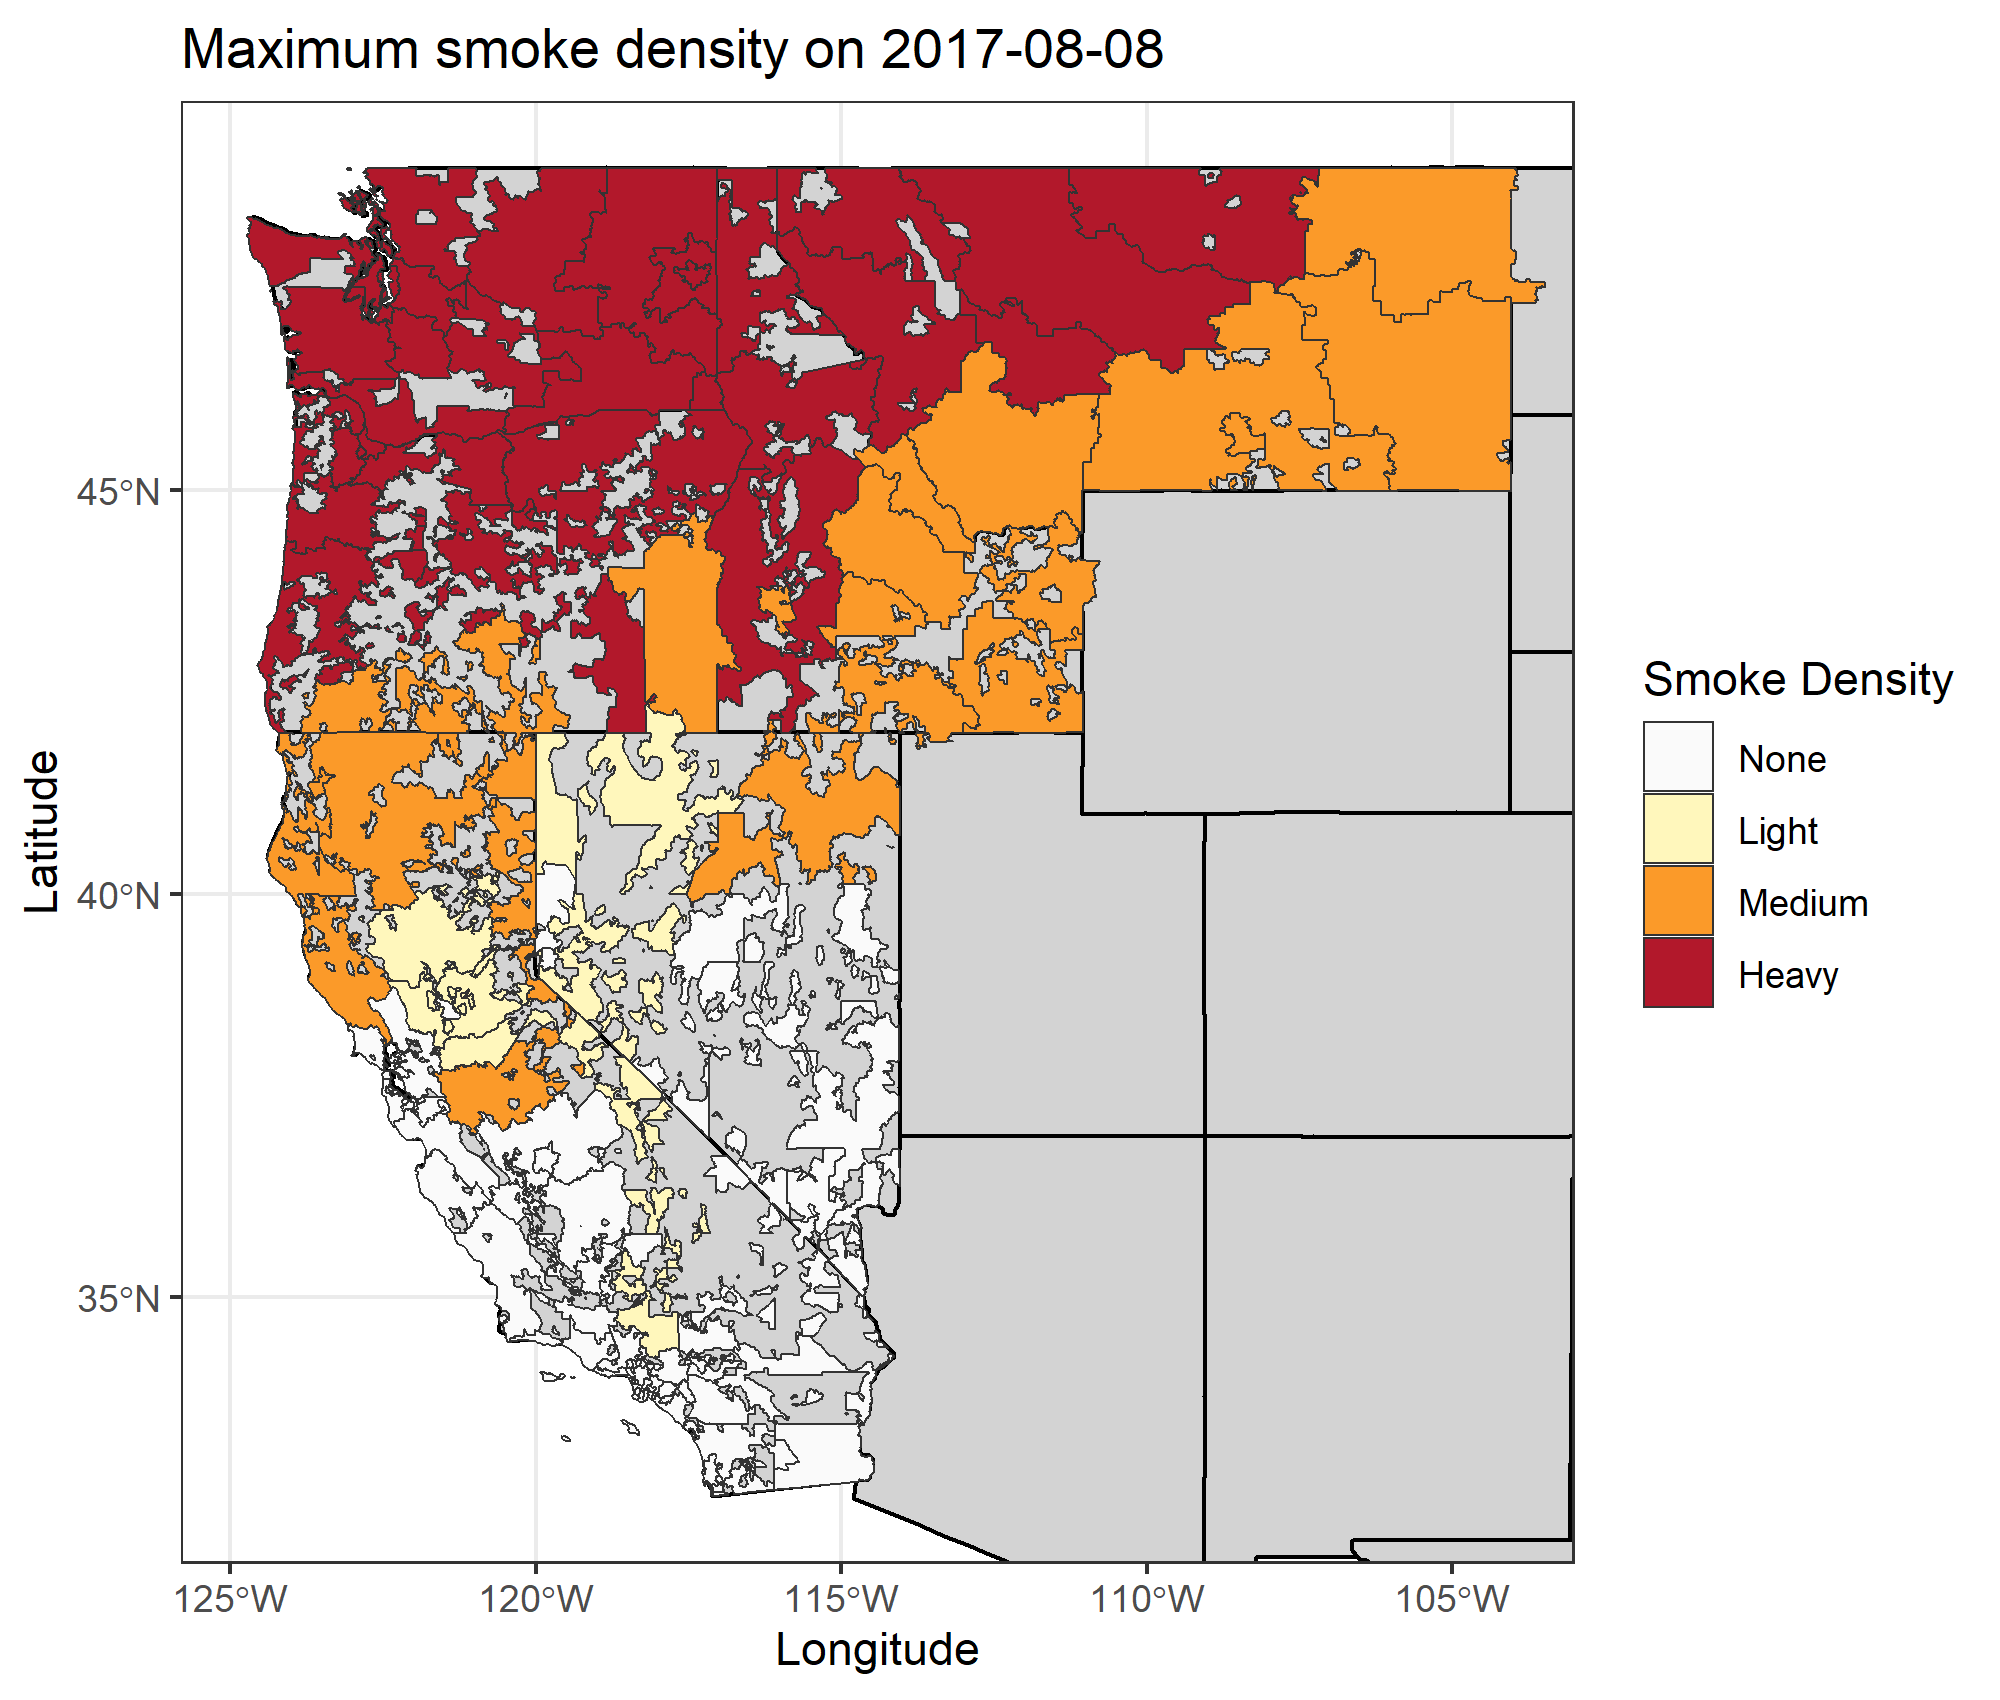 Maximum smoke density on 2017-08-08
45°N
40°N
35°N
Latitude
125°W
120°W
115°W
110°W
105°W
Longitude
Smoke Density
None
Light
Medium
Heavy